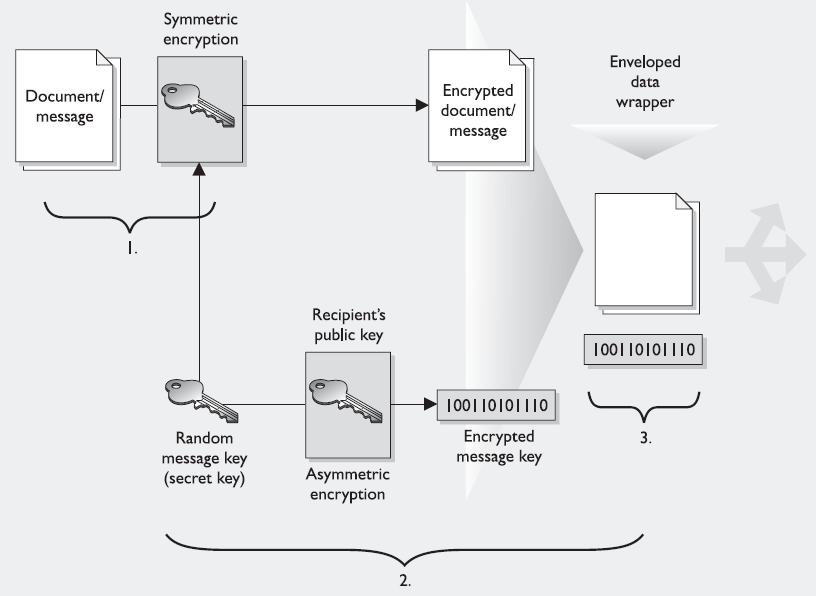 Symmetric
encryption
Document/
message
Encrypted
document/
message
Enveloped
data
wrapper
1.
Recipient's
public key
100110101110
100110101110
Random
message key
(secret key)
Asymmetric
encryption
Encrypted
message key
3.
2.